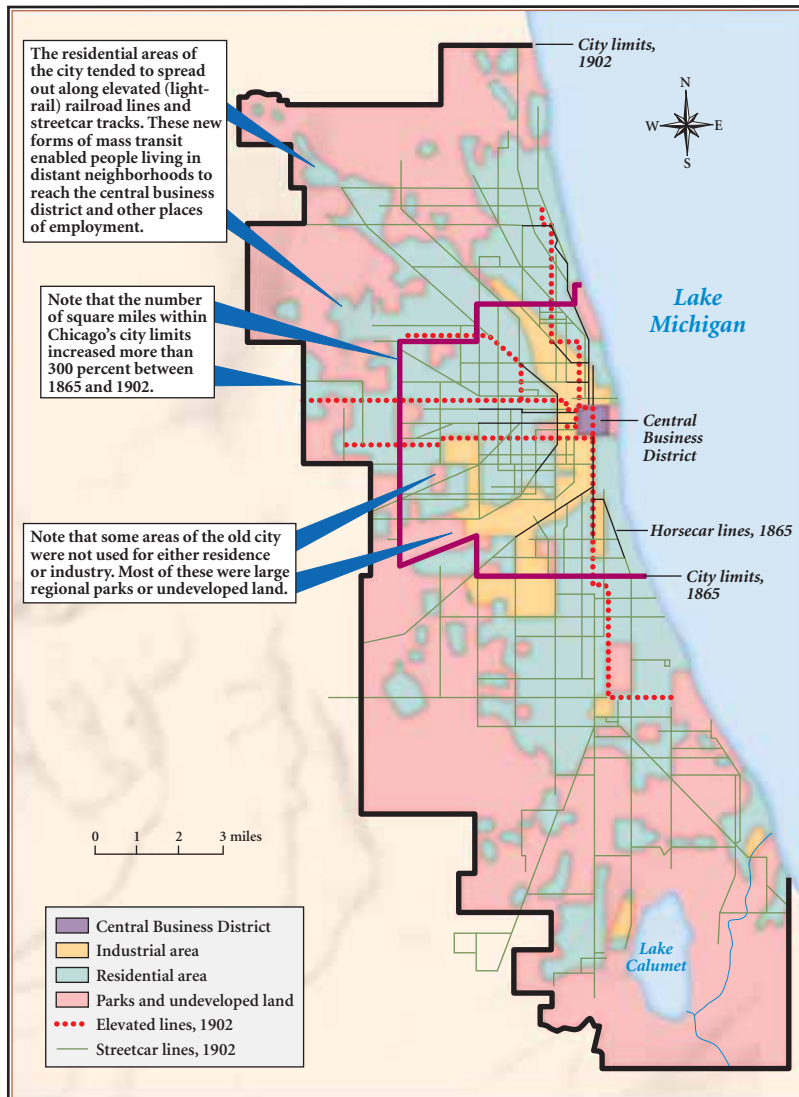 The residential areas of
the city tended to spread
out along elevated (light-
rail) railroad lines and
streetcar tracks. These new
forms of mass transit
enabled people living in
distant neighborhoods to
reach the central business
district and other places
of employment.
City limits,
1902
N
W
E
S
Note that the number
of square miles within
Chicago's city limits
increased more than
300 percent between
1865 and 1902.
Lake
Michigan
Central
Business
District
Note that some areas of the old city
were not used for either residence
or industry. Most of these were large
regional parks or undeveloped land.
Horsecar lines, 1865
City limits,
1865
0 1 2 3 miles
Central Business District
Industrial area
Residential area
Parks and undeveloped land
Elevated lines, 1902
Streetcar lines, 1902
Lake
Calumet